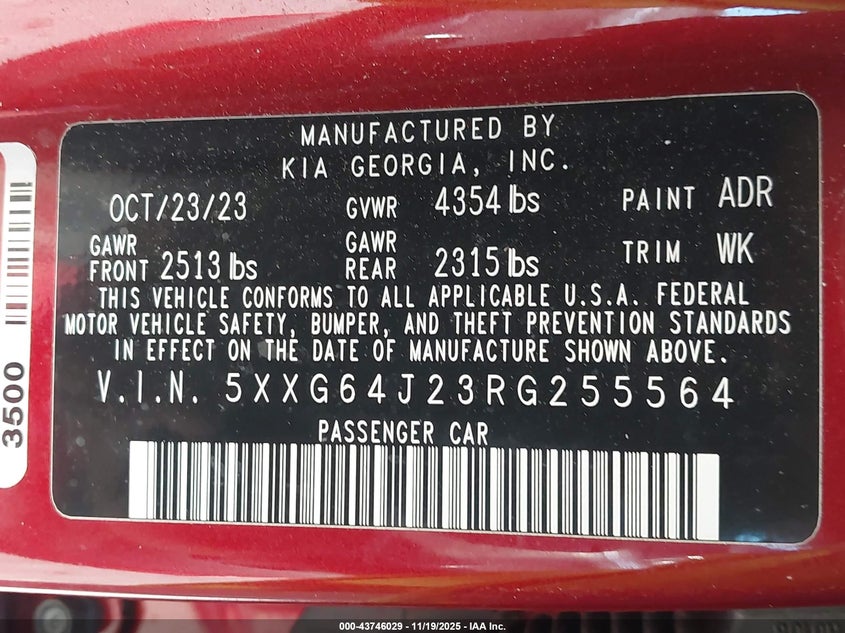 MANUFACTURED BY
KIA GEORGIA, INC.
OCT/23/23 GVWR 4354 lbs PAINT ADR
GAWR FRONT 2513 lbs GAWR REAR 2315 lbs TRIM WK
THIS VEHICLE CONFORMS TO ALL APPLICABLE U.S.A. FEDERAL
MOTOR VEHICLE SAFETY, BUMPER, AND THEFT PREVENTION STANDARDS
IN EFFECT ON THE DATE OF MANUFACTURE SHOWN ABOVE.
V.I.N. 5XXG64J23RG255564
PASSENGER CAR
3500
000-43746029 - 11/19/2025 - IAA Inc.